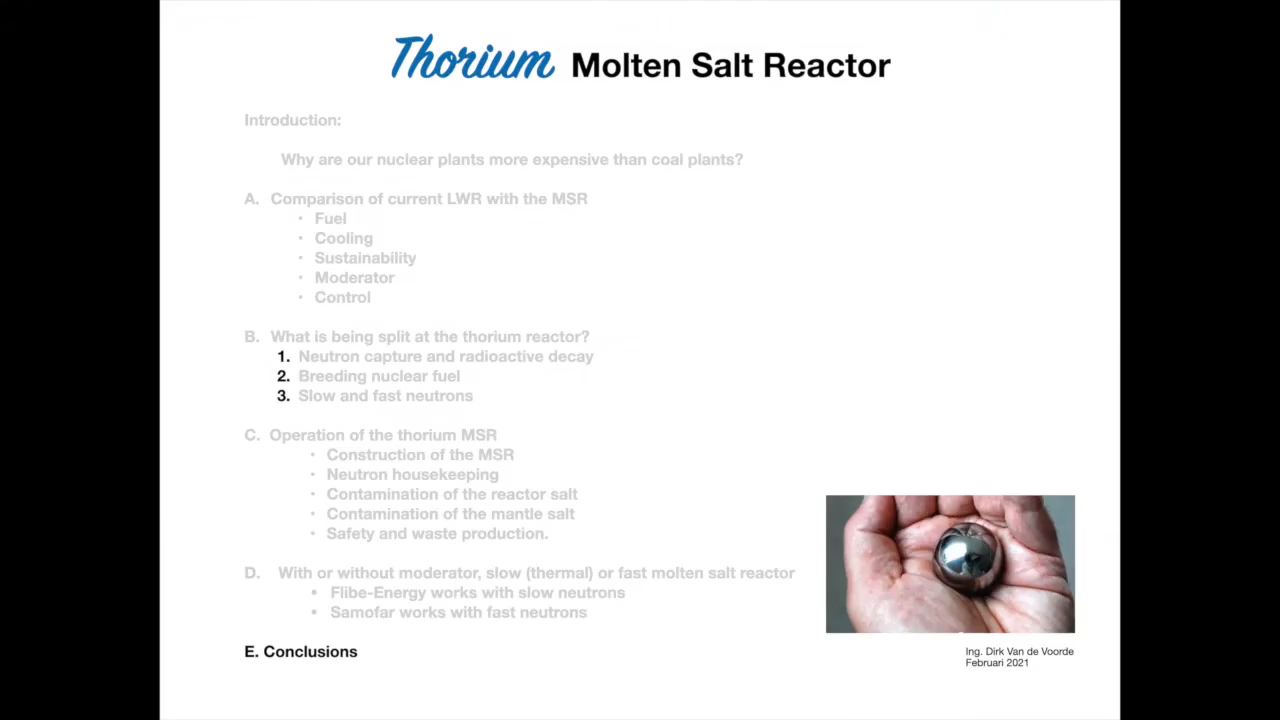 Thorium Molten Salt Reactor
Introduction:
Why are our nuclear plants more expensive than coal plants?
A. Comparison of current LWR with the MSR
• Fuel
• Cooling
• Sustainability
• Moderator
• Control
B. What is being split at the thorium reactor?
1. Neutron capture and radioactive decay
2. Breeding nuclear fuel
3. Slow and fast neutrons
C. Operation of the thorium MSR
• Construction of the MSR
• Neutron housekeeping
• Contamination of the reactor salt
• Contamination of the mantle salt
• Safety and waste production.
D. With or without moderator, slow (thermal) or fast molten salt reactor
• Flibe-Energy works with slow neutrons
• Samofar works with fast neutrons
E. Conclusions
Ing. Dirk Van de Voorde
Februari 2021